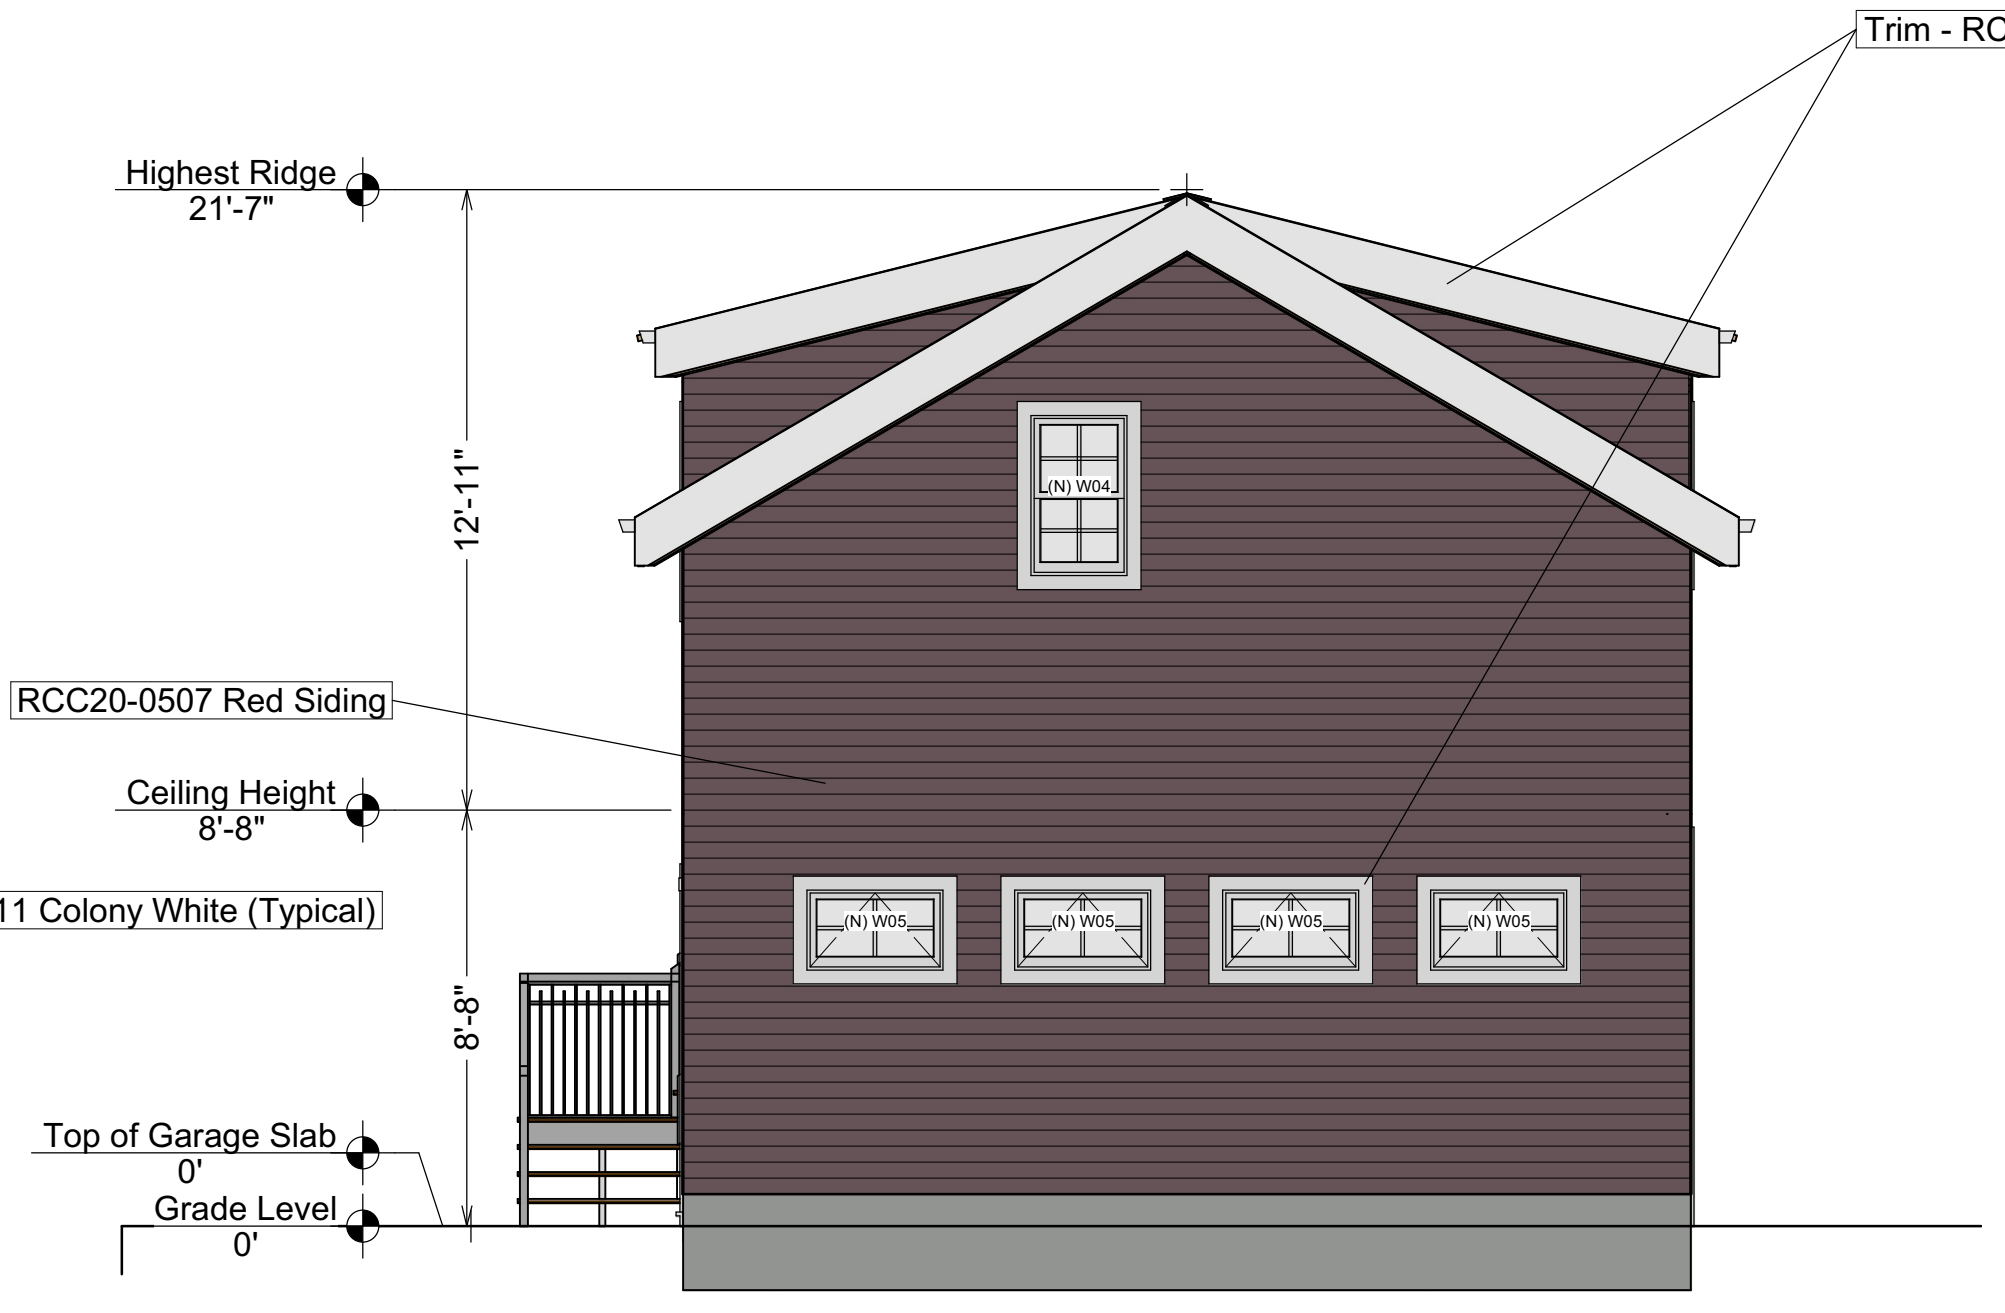 Trim - RC
Highest Ridge
21'-7"
12'-11"
(N) W04
RCC20-0507 Red Siding
Ceiling Height
8'-8"
11 Colony White (Typical)
(N) W05
(N) W05
(N) W05
(N) W05
8'-8"
Top of Garage Slab
0'
Grade Level
0'